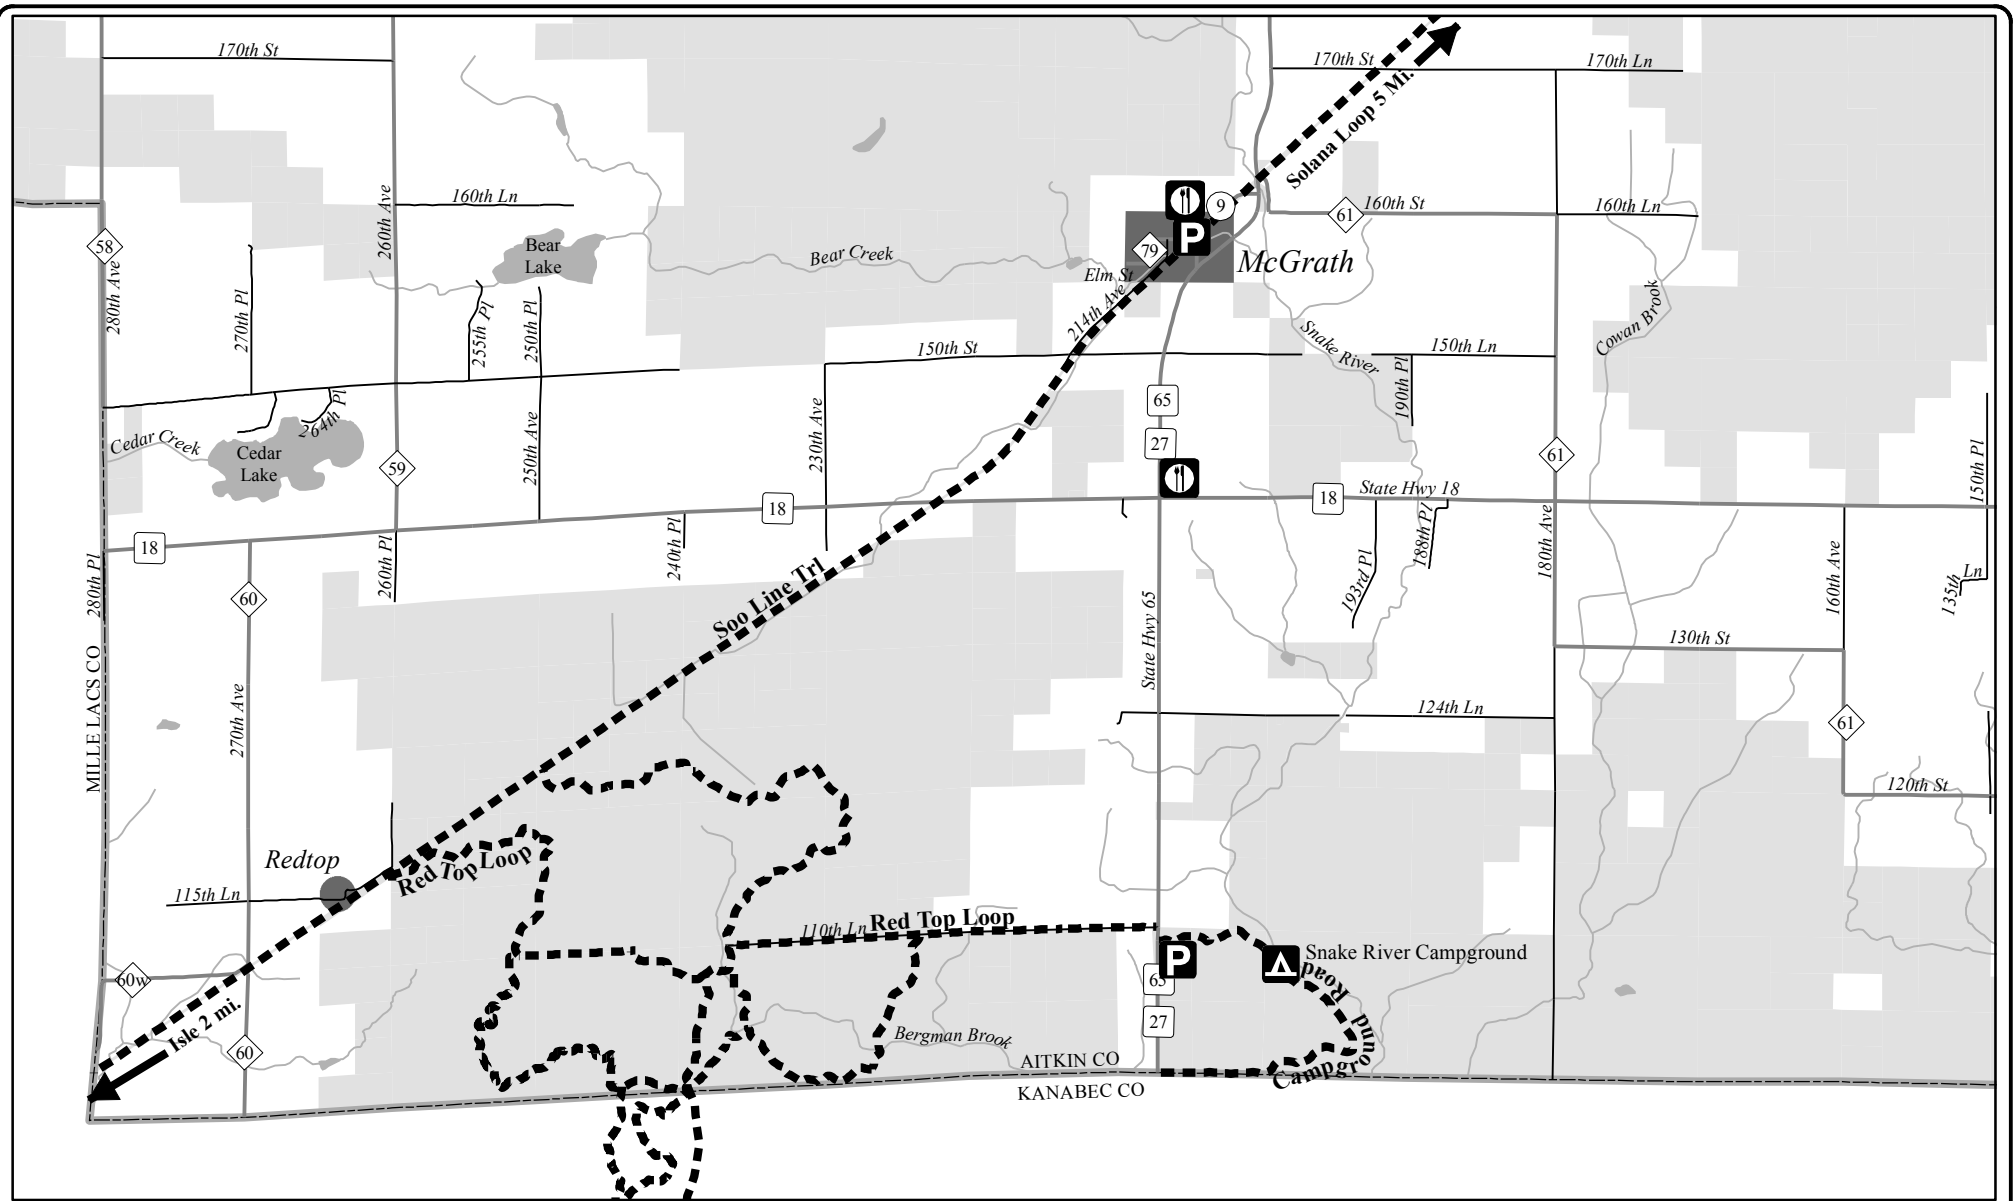 170th St
170th St
170th Ln
Solana Loop 5 Mi.
260th Ave
160th Ln
9
61
160th St
160th Ln
58
280th Ave
270th Pl
Bear
Lake
Bear Creek
79
McGrath
Elm St
214th Ave
255th Pl
250th Pl
Snake River
Cowan Brook
150th St
150th Ln
190th Pl
264th Pl
Cedar Creek
Cedar
Lake
59
250th Ave
230th Ave
65
27
61
150th Pl
18
18
State Hwy 18
18
280th Pl
260th Pl
240th Pl
188th Pl
193rd Pl
180th Ave
160th Ave
135th Ln
60
Soo Line Trl
State Hwy 65
130th St
MILLE LACS CO
270th Ave
124th Ln
61
120th St
Redtop
Red Top Loop
115th Ln
110th Ln
Red Top Loop
P
P
Snake River Campground
60w
65
27
Isle 2 mi.
60
Bergman Brook
Campground Road
AITKIN CO
KANABEC CO